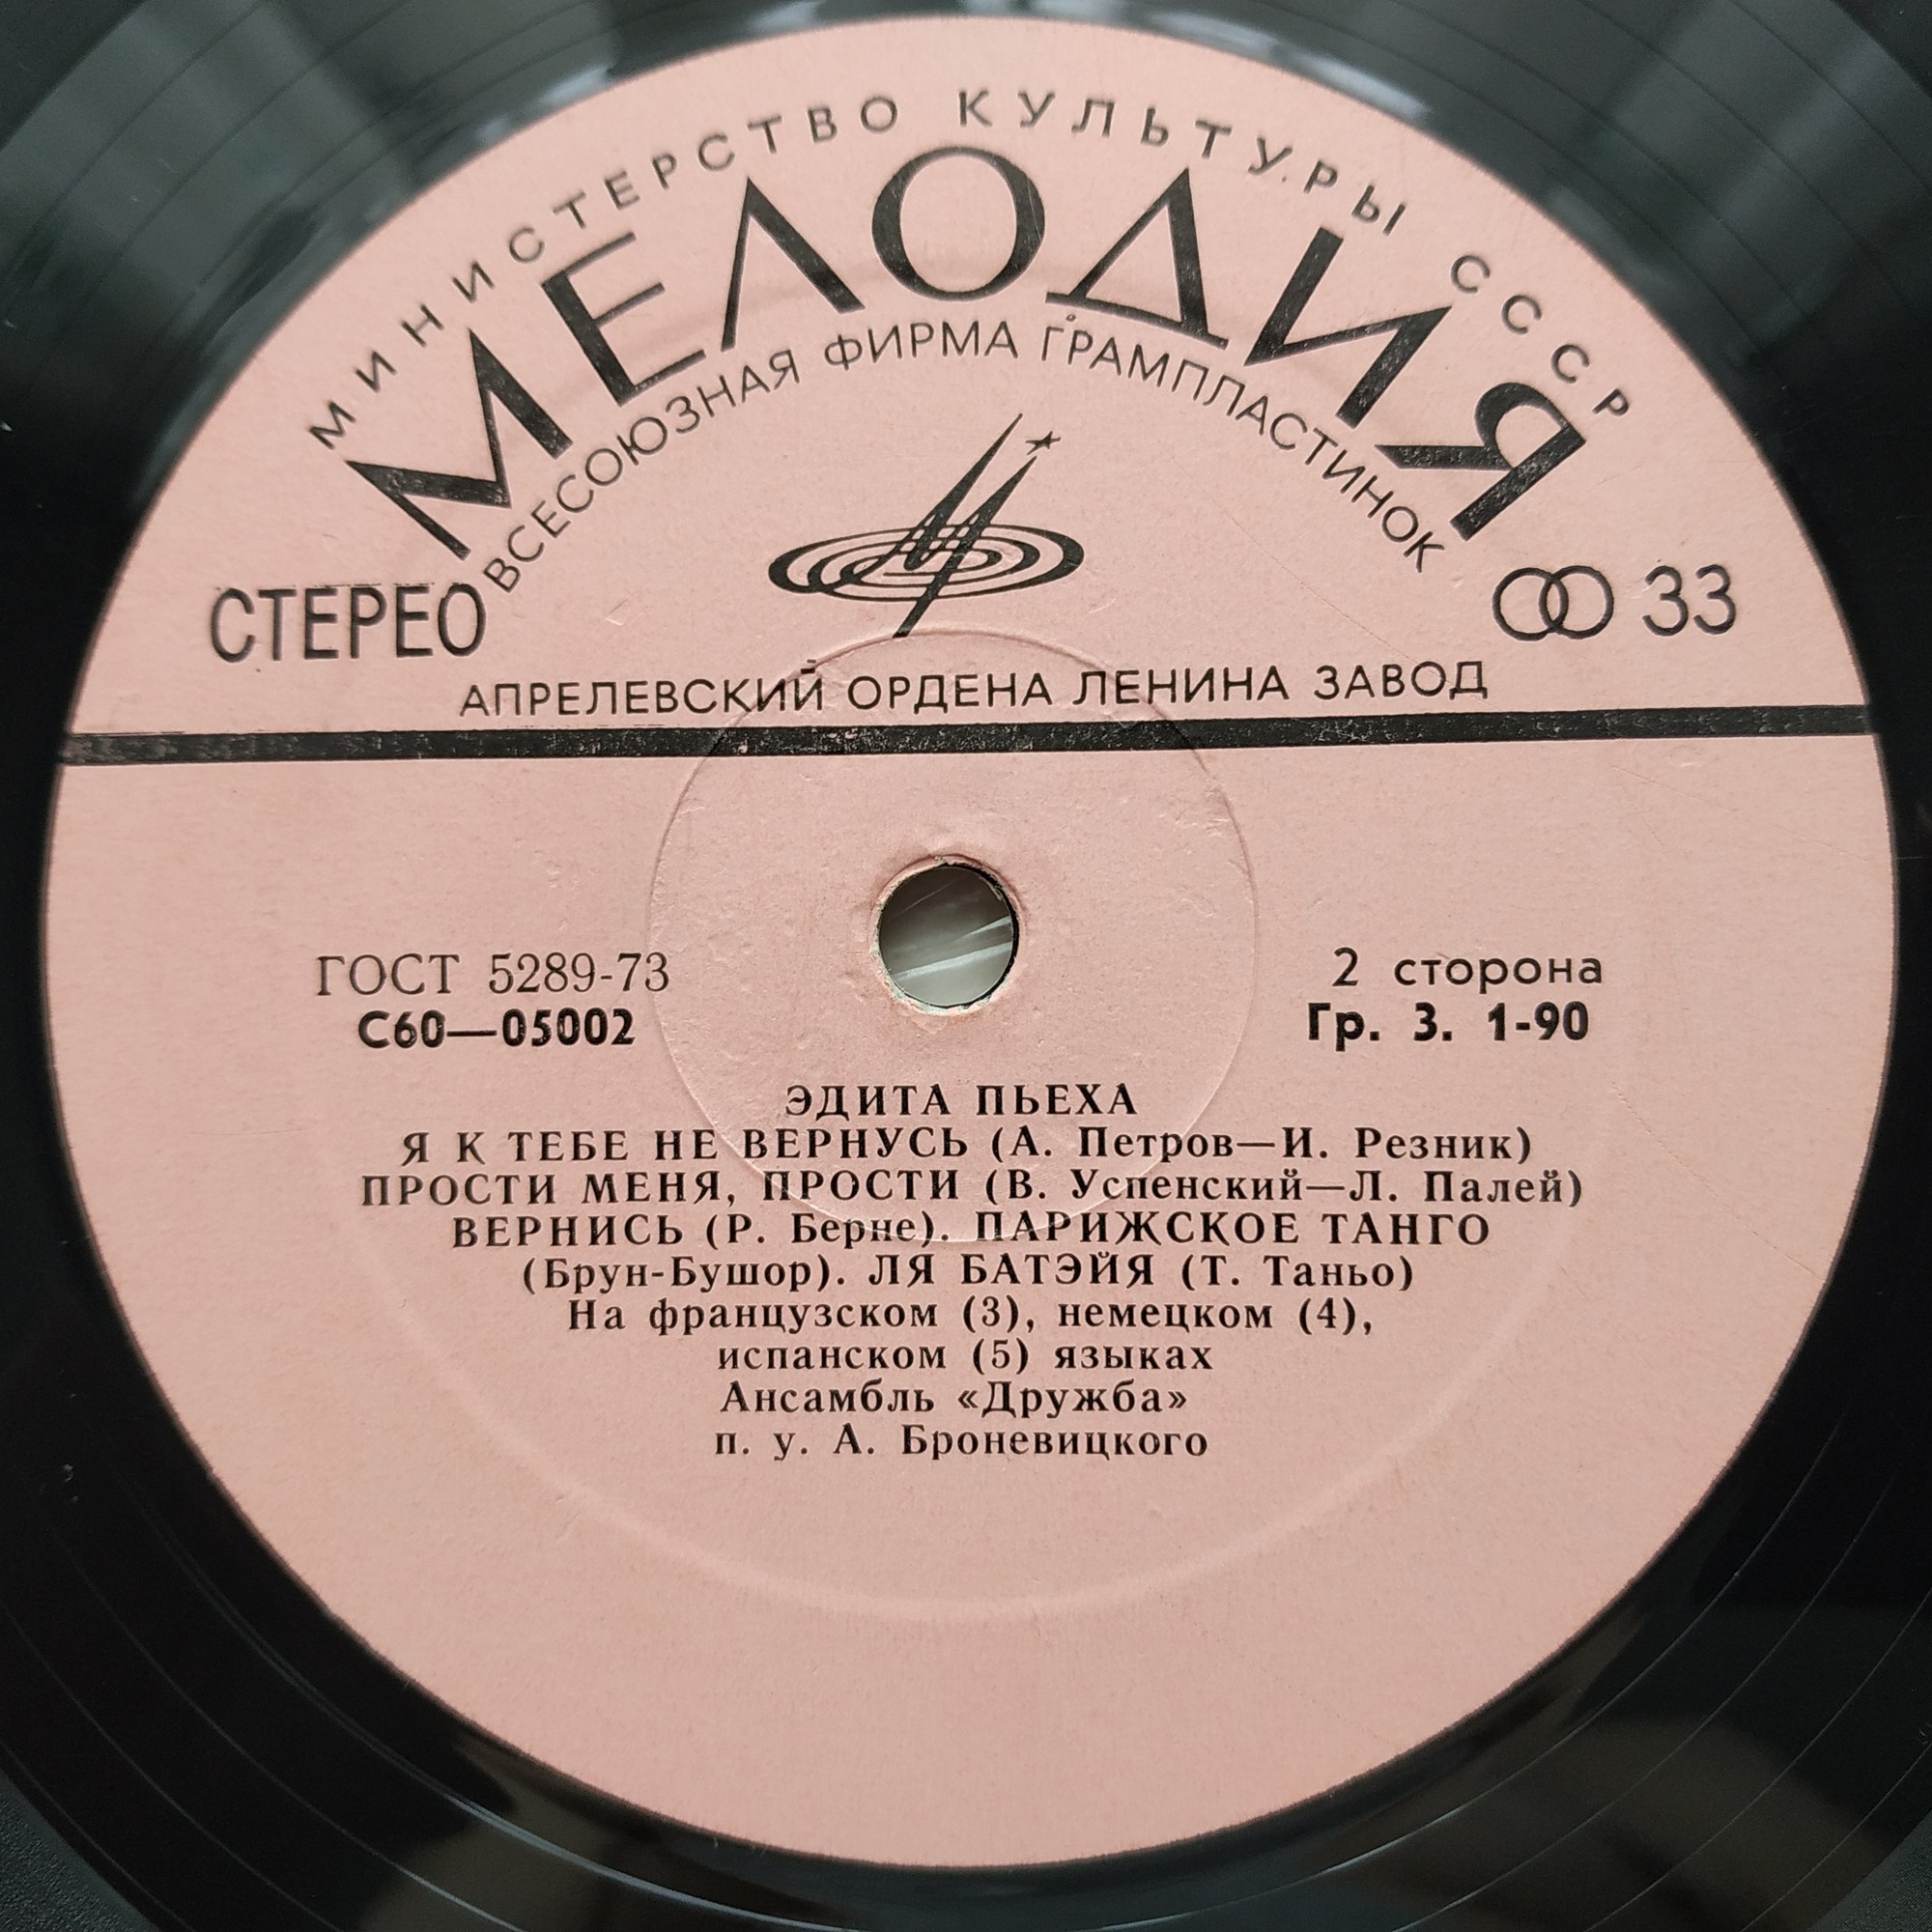 МИНИСТЕРСТВО КУЛЬТУРЫ СССР
МЕЛОДИЯ
ВСЕСОЮЗНАЯ ФИРМА ГРАМПЛАСТИНОК
СТЕРЕО
33
АПРЕЛЕВСКИЙ ОРДЕНА ЛЕНИНА ЗАВОД
ГОСТ 5289-73
С60—05002
2 сторона
Гр. 3. 1-90
ЭДИТА ПЬЕХА
Я К ТЕБЕ НЕ ВЕРНУСЬ (А. Петров—И. Резник)
ПРОСТИ МЕНЯ, ПРОСТИ (В. Успенский—Л. Палей)
ВЕРНИСЬ (Р. Берне). ПАРИЖСКОЕ ТАНГО
(Брун-Бушор). ЛЯ БАТЭЙЯ (Т. Таньо)
На французском (3), немецком (4),
испанском (5) языках
Ансамбль «Дружба»
п. у. А. Броневицкого